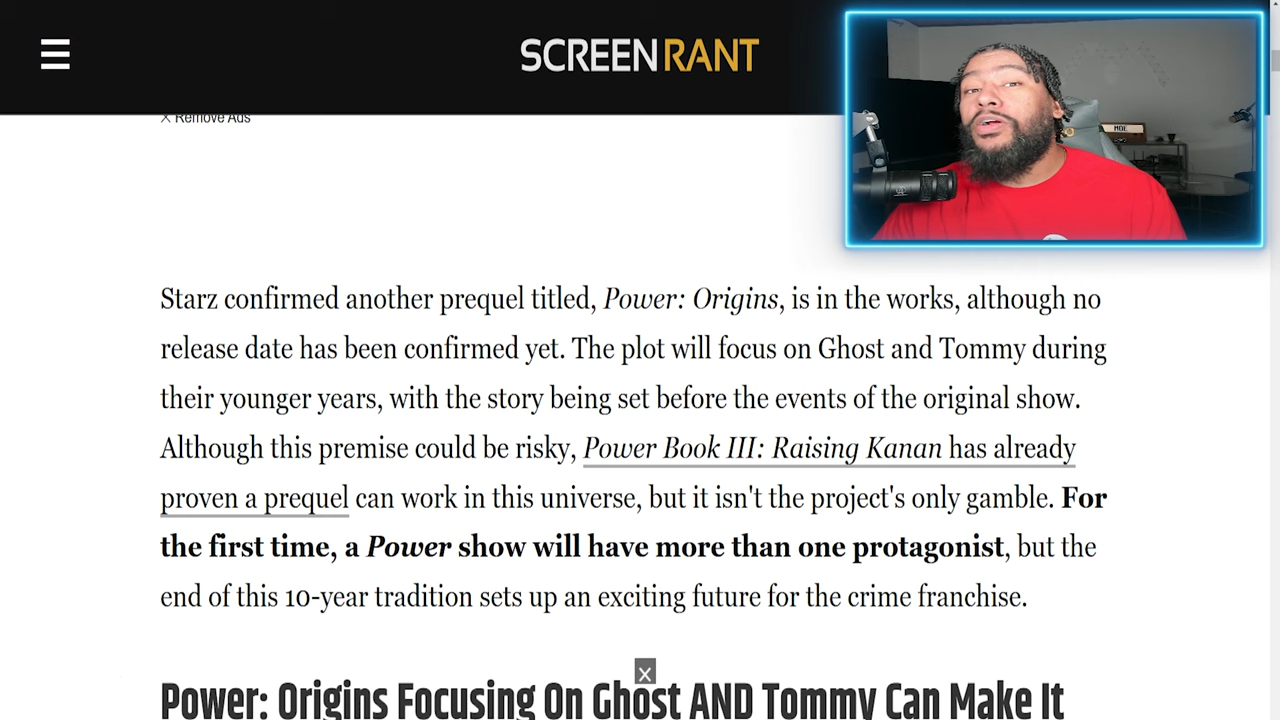 SCREENRANT
X Remove Ads
MOE
Starz confirmed another prequel titled, Power: Origins, is in the works, although no
release date has been confirmed yet. The plot will focus on Ghost and Tommy during
their younger years, with the story being set before the events of the original show.
Although this premise could be risky, Power Book III: Raising Kanan has already
proven a prequel can work in this universe, but it isn't the project's only gamble. For
the first time, a Power show will have more than one protagonist, but the
end of this 10-year tradition sets up an exciting future for the crime franchise.
X
Power: Origins Focusing On Ghost AND Tommy Can Make It